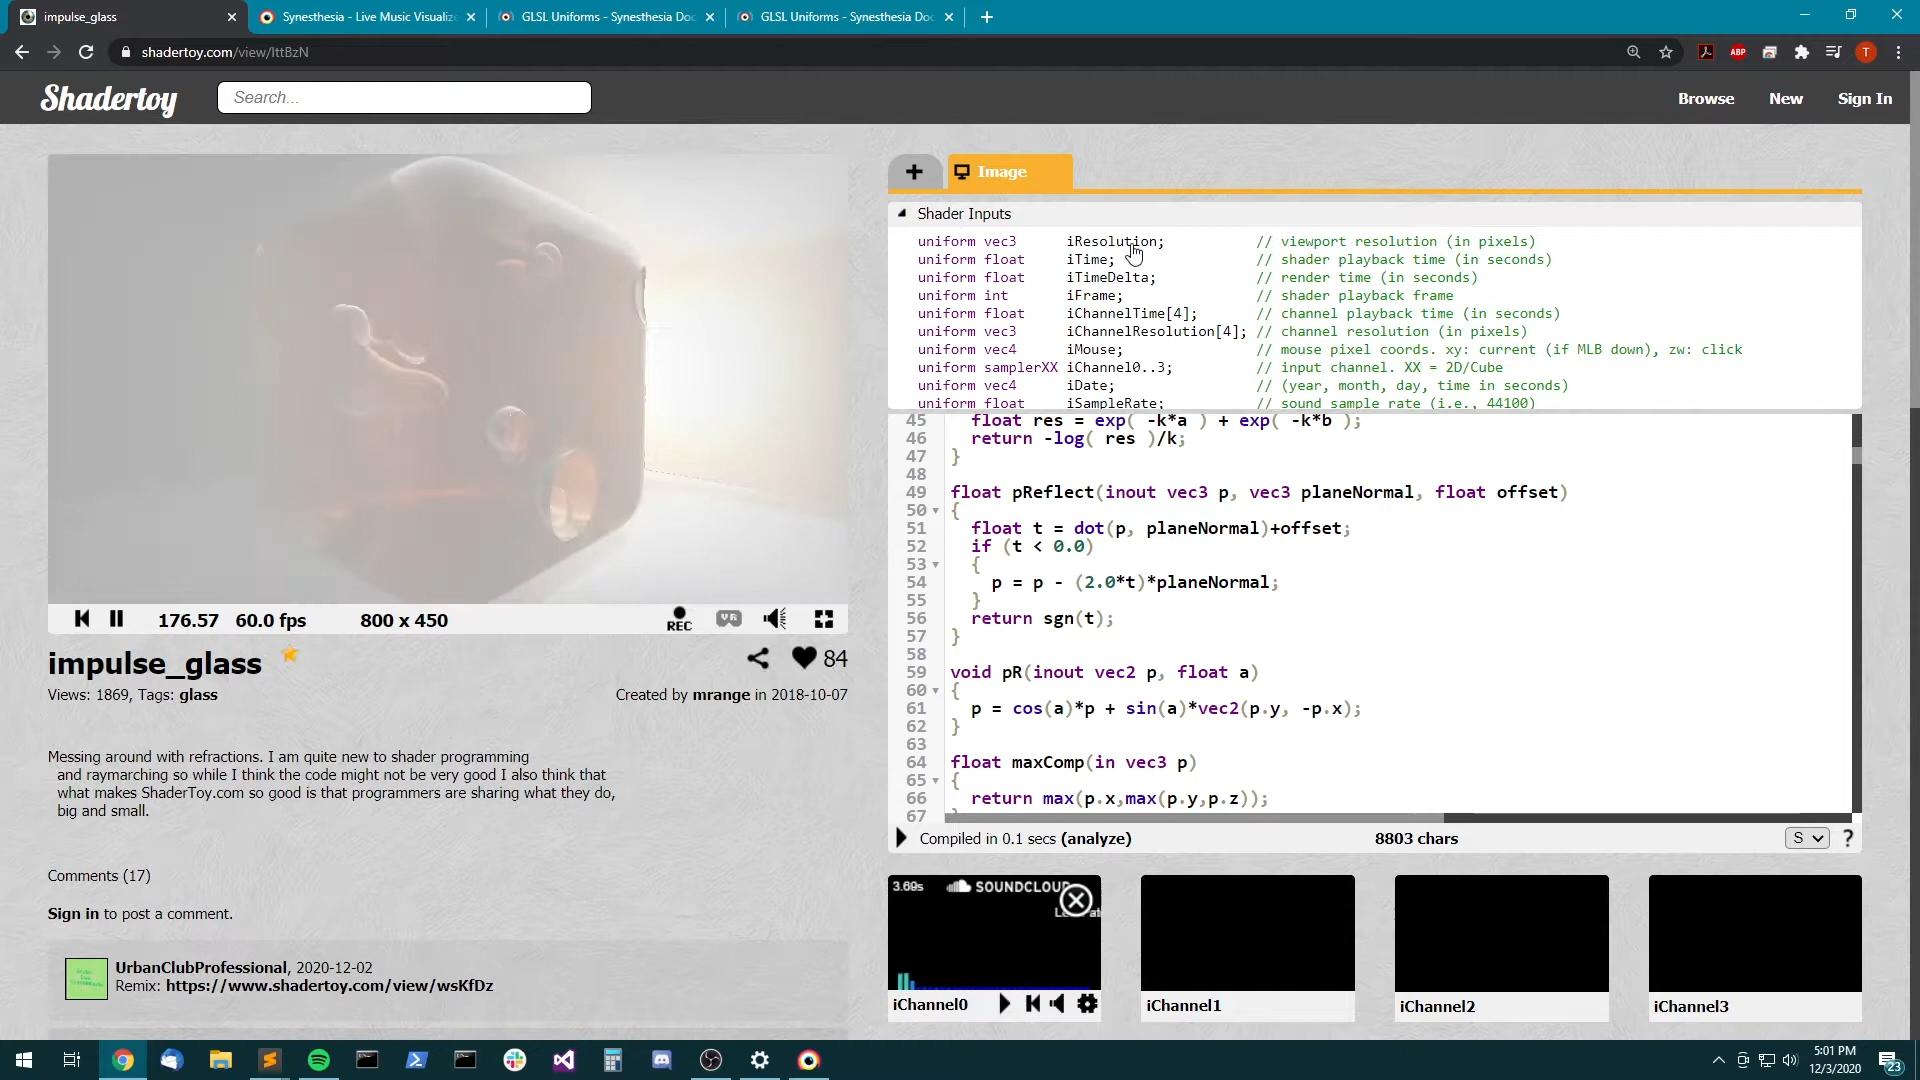 impulse_glass
Synesthesia - Live Music Visualiz
GLSL Uniforms - Synesthesia Doc
GLSL Uniforms - Synesthesia Doc
shadertoy.com/view/lttBzN
ABP
T
Shadertoy
Search...
Browse
New
Sign In
Image
Shader Inputs
uniform vec3 iResolution; // viewport resolution (in pixels)
uniform float iTime; // shader playback time (in seconds)
uniform float iTimeDelta; // render time (in seconds)
uniform int iFrame; // shader playback frame
uniform float iChannelTime[4]; // channel playback time (in seconds)
uniform vec3 iChannelResolution[4]; // channel resolution (in pixels)
uniform vec4 iMouse; // mouse pixel coords. xy: current (if MLB down), zw: click
uniform samplerXX iChannel0..3; // input channel. XX = 2D/Cube
uniform vec4 iDate; // (year, month, day, time in seconds)
uniform float iSampleRate; // sound sample rate (i.e., 44100)
45 float res = exp( -k*a ) + exp( -k*b );
46 return -log( res )/k;
47 }
48
49 float pReflect(inout vec3 p, vec3 planeNormal, float offset)
50 {
51 float t = dot(p, planeNormal)+offset;
52 if (t < 0.0)
53 {
54 p = p - (2.0*t)*planeNormal;
55 }
56 return sgn(t);
57 }
58
59 void pR(inout vec2 p, float a)
60 {
61 p = cos(a)*p + sin(a)*vec2(p.y, -p.x);
62 }
63
64 float maxComp(in vec3 p)
65 {
66 return max(p.x,max(p.y,p.z));
67
Compiled in 0.1 secs (analyze)
8803 chars
S
?
176.57
60.0 fps
800 x 450
REC
VR
impulse_glass
84
Views: 1869, Tags: glass
Created by mrange in 2018-10-07
Messing around with refractions. I am quite new to shader programming
and raymarching so while I think the code might not be very good I also think that
what makes ShaderToy.com so good is that programmers are sharing what they do,
big and small.
Comments (17)
Sign in to post a comment.
UrbanClubProfessional, 2020-12-02
Remix: https://www.shadertoy.com/view/wsKfDz
3.69s
SOUNDCLOUD
iChannel0
iChannel1
iChannel2
iChannel3
5:01 PM
12/3/2020
23